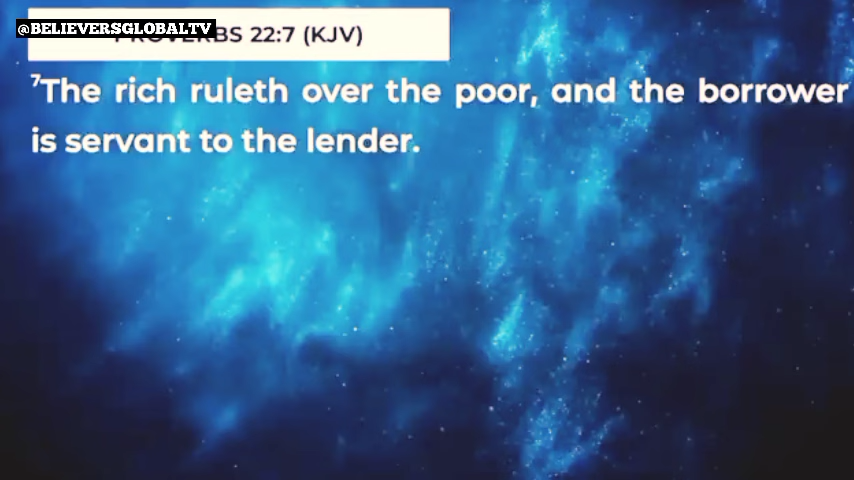 @BELIEVERSGLOBALTV
PROVERBS 22:7 (KJV)
⁷The rich ruleth over the poor, and the borrower
is servant to the lender.